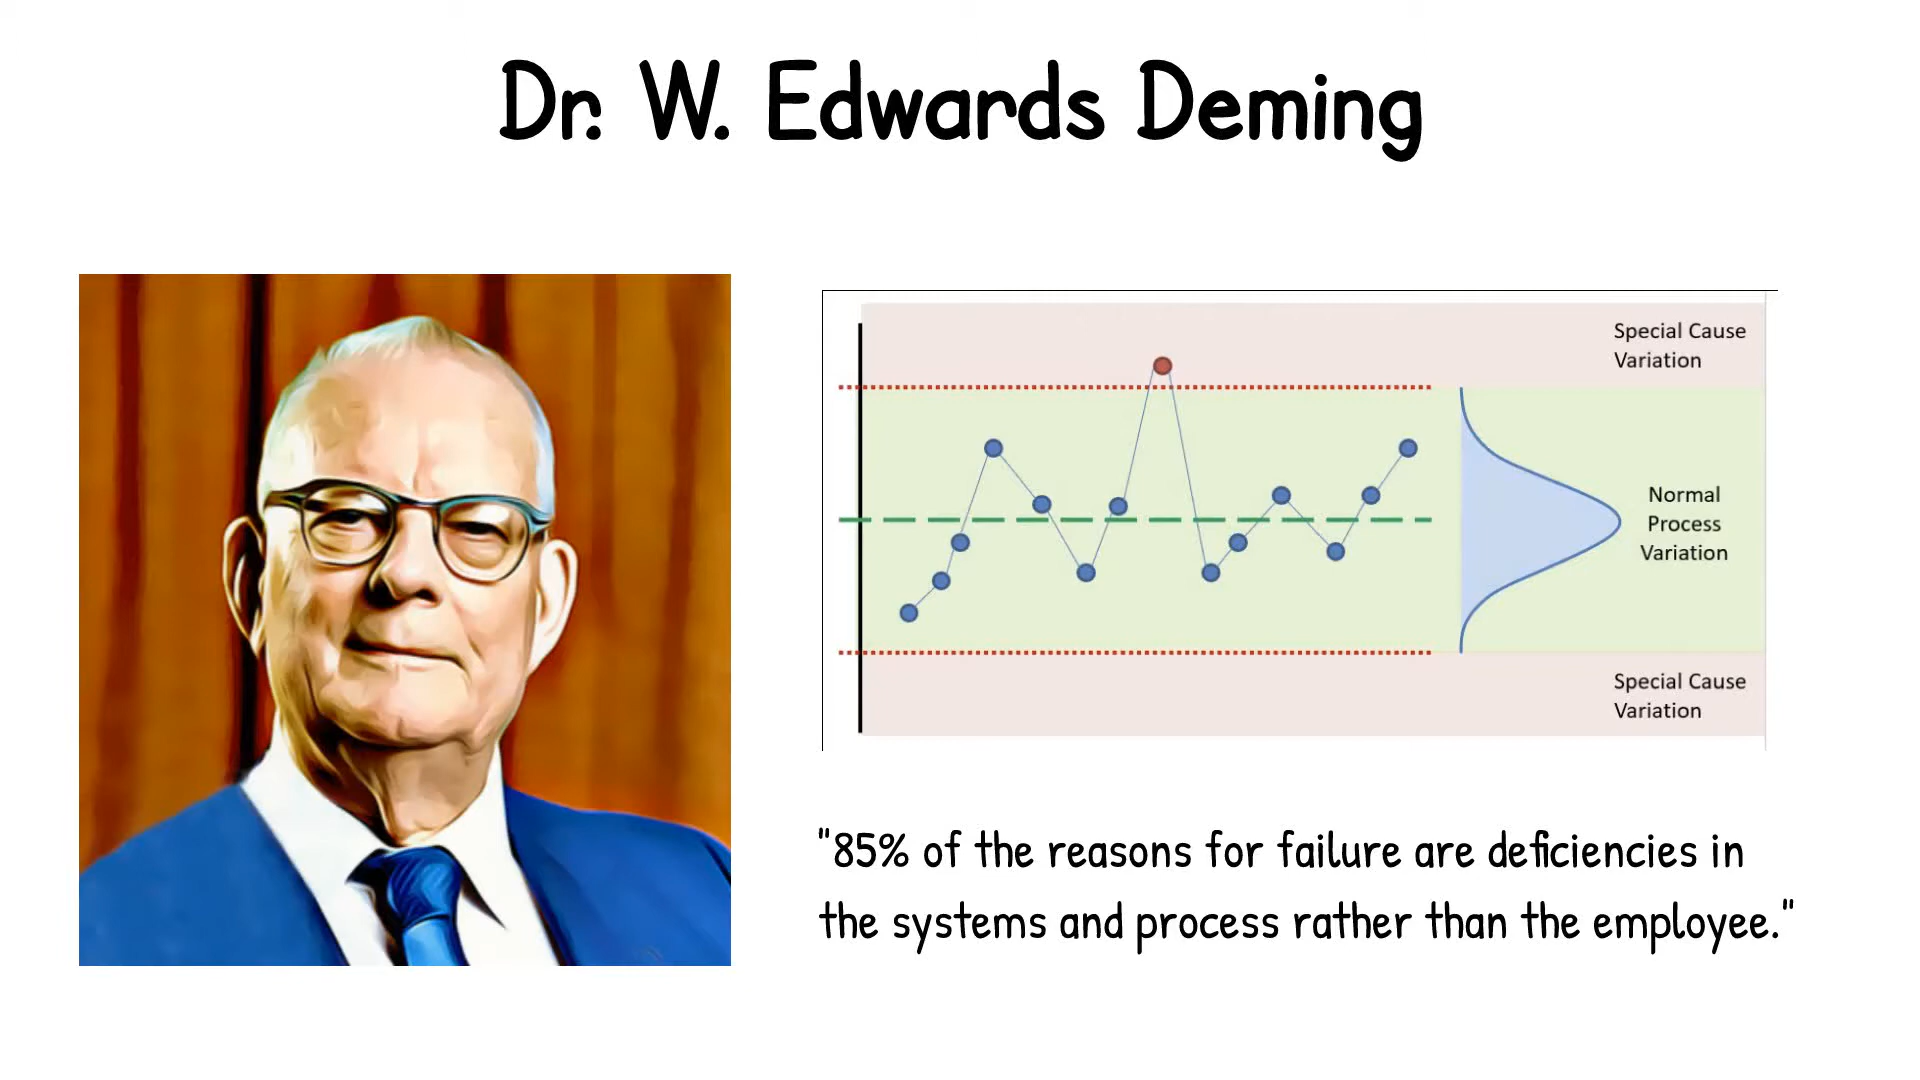 Dr. W. Edwards Deming
Special Cause
Variation
Normal
Process
Variation
Special Cause
Variation
"85% of the reasons for failure are deficiencies in
the systems and process rather than the employee."